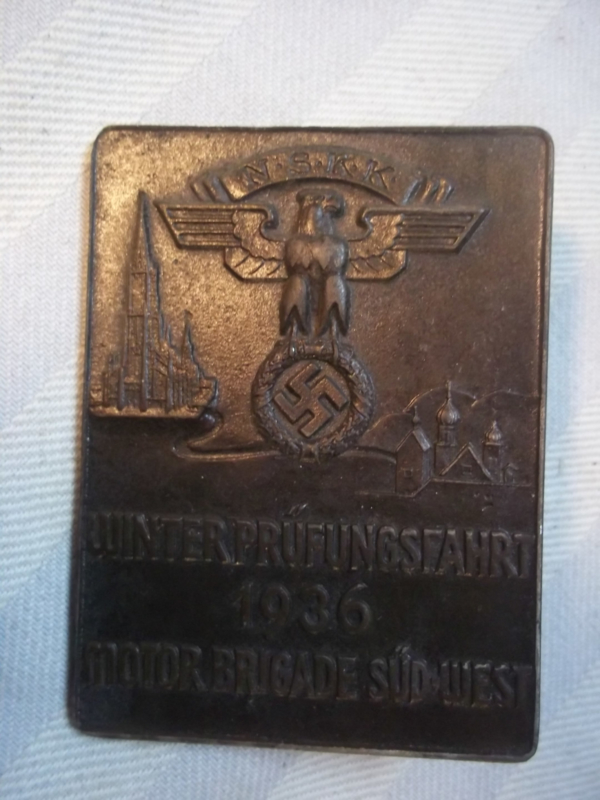 N.S.K.K
WINTERPRÜFUNGSFAHRT
1936
MOTOR BRIGADE SÜD-WEST